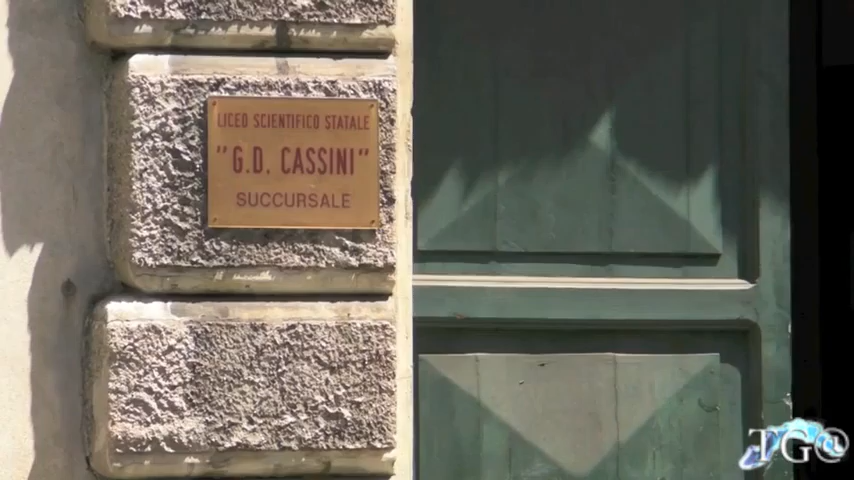 LICEO SCIENTIFICO STATALE
"G.D. CASSINI"
SUCCURSALE
TG@